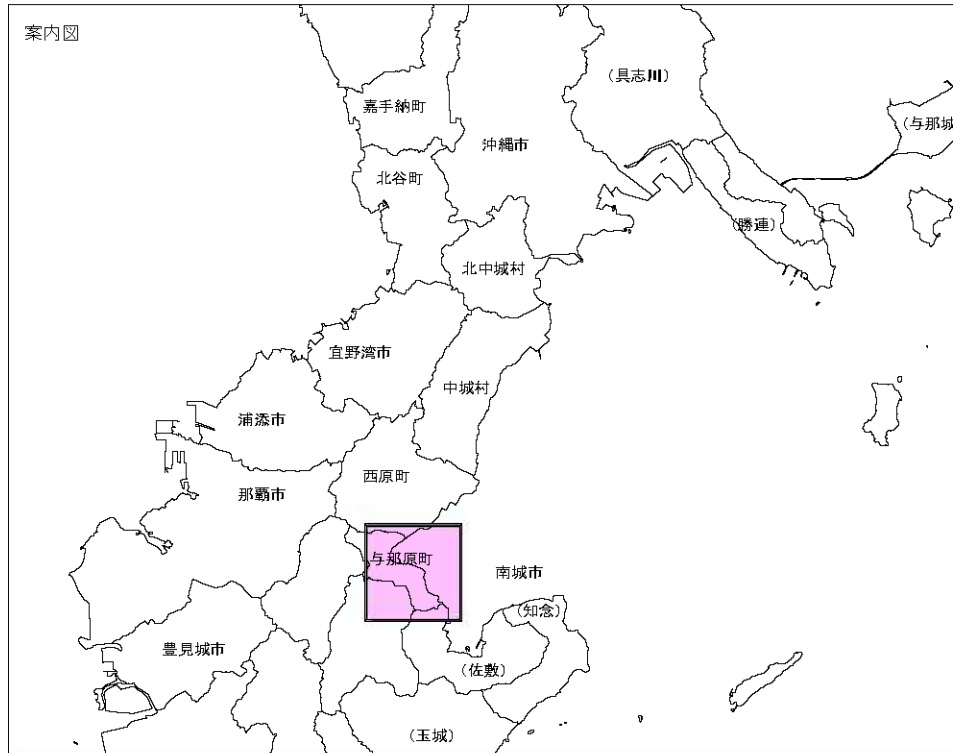 案内図
(具志川)
嘉手納町
(与那城
沖縄市
北谷町
(勝連)
北中城村
宜野湾市
中城村
浦添市
西原町
那覇市
与那原町
南城市
(知念)
豊見城市
(佐敷)
(玉城)